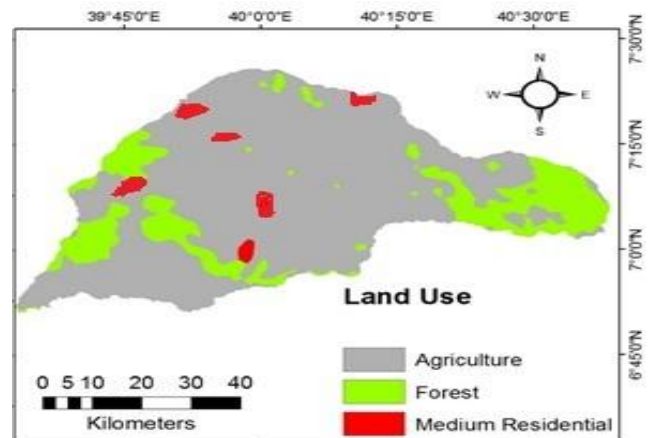 39°45'0"E 40°0'0"E 40°15'0"E 40°30'0"E
7°30'0"N
N
W E
S
7°15'0"N
7°0'0"N
Land Use
6°45'0"N
Agriculture
0 5 10 20 30 40
Forest
Kilometers
Medium Residential